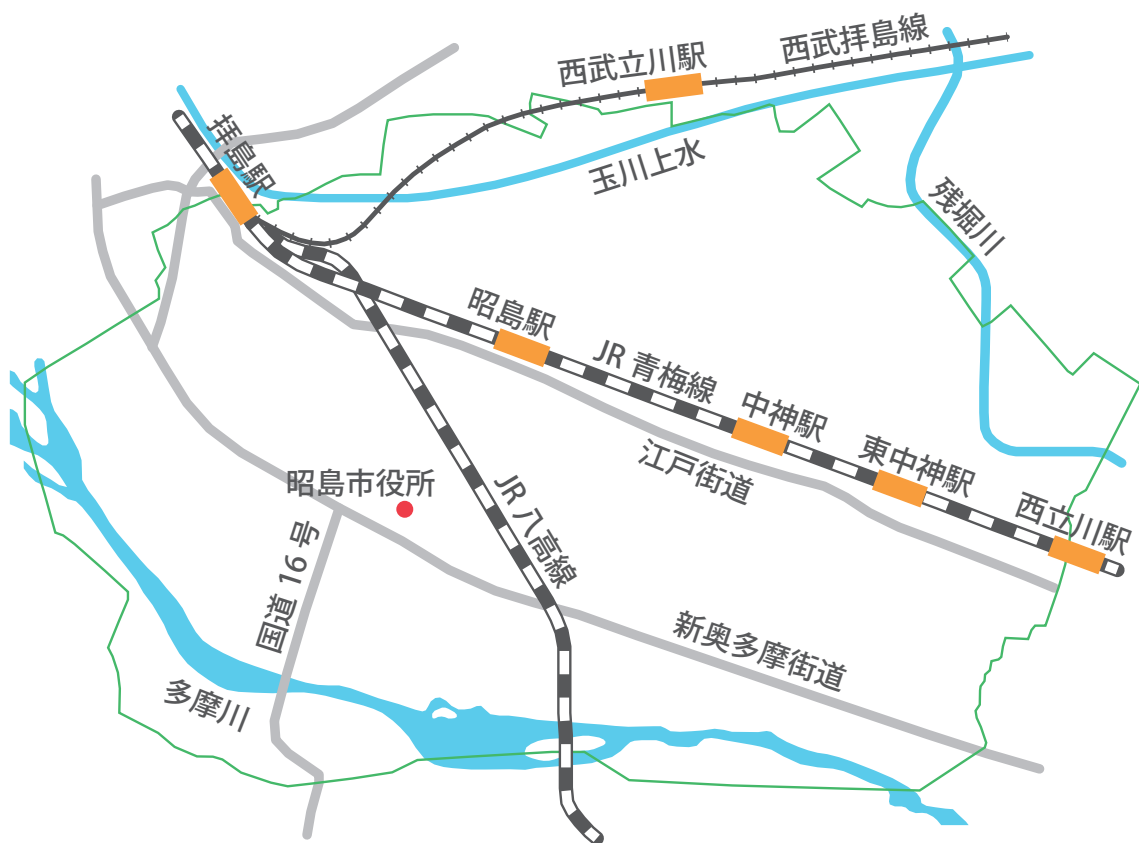 西武拝島線
西武立川駅
拝島駅
玉川上水
残堀川
昭島駅
JR 青梅線
中神駅
江戸街道
東中神駅
西立川駅
昭島市役所
JR 八高線
国道 16 号
新奥多摩街道
多摩川